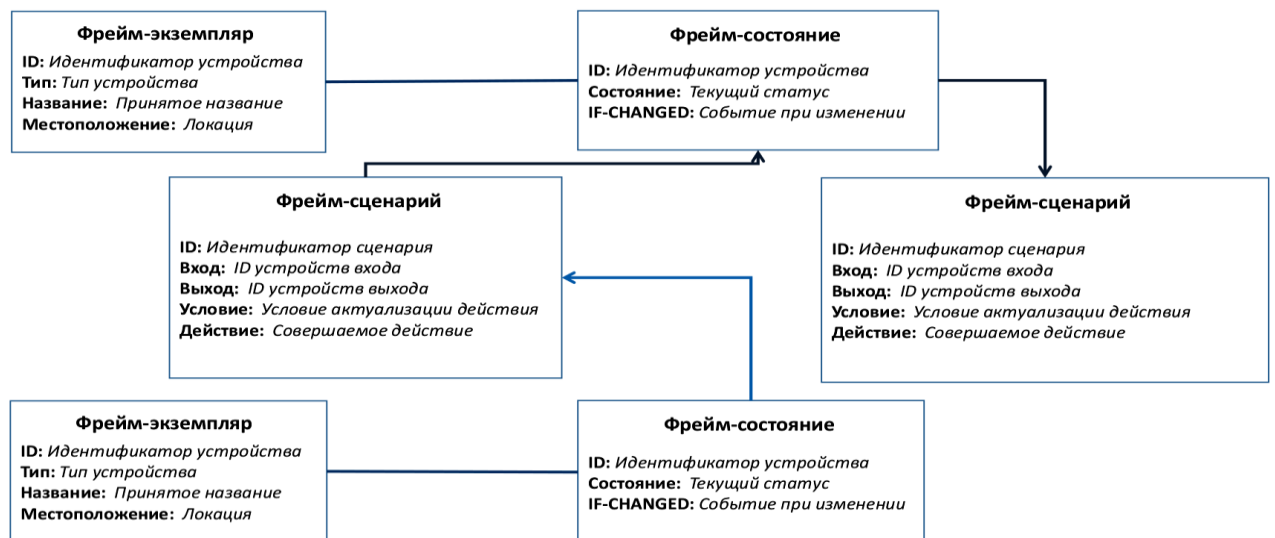 Фрейм-экземпляр
ID: Идентификатор устройства
Тип: Тип устройства
Название: Принятое название
Местоположение: Локация
Фрейм-состояние
ID: Идентификатор устройства
Состояние: Текущий статус
IF-CHANGED: Событие при изменении
Фрейм-сценарий
ID: Идентификатор сценария
Вход: ID устройств входа
Выход: ID устройств выхода
Условие: Условие актуализации действия
Действие: Совершаемое действие
Фрейм-сценарий
ID: Идентификатор сценария
Вход: ID устройств входа
Выход: ID устройств выхода
Условие: Условие актуализации действия
Действие: Совершаемое действие
Фрейм-экземпляр
ID: Идентификатор устройства
Тип: Тип устройства
Название: Принятое название
Местоположение: Локация
Фрейм-состояние
ID: Идентификатор устройства
Состояние: Текущий статус
IF-CHANGED: Событие при изменении